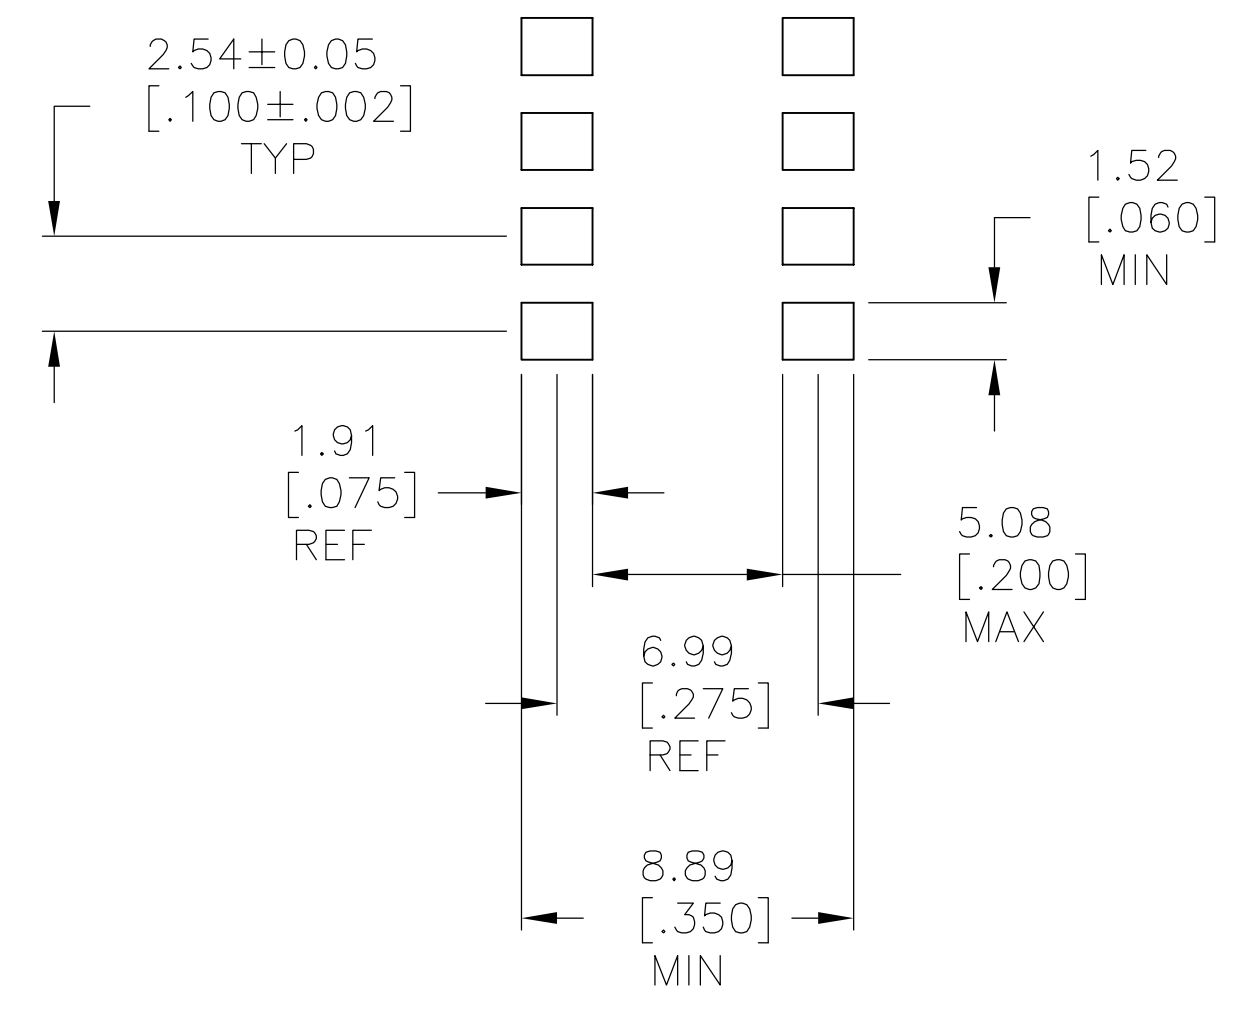 2.54±0.05
[.100±.002]
TYP
1.52
[.060]
MIN
1.91
[.075]
REF
5.08
[.200]
MAX
6.99
[.275]
REF
8.89
[.350]
MIN